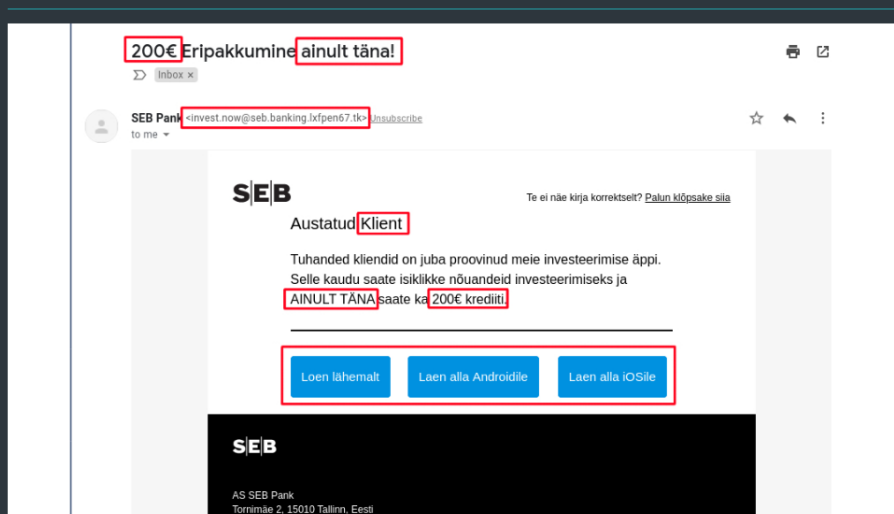 200€ Eripakkumine ainult täna!
Inbox ×
SEB Pank <invest.now@seb.banking.lxfpen67.tk> Unsubscribe
to me
SEB
Te ei näe kirja korrektselt? Palun klõpsake siia
Austatud Klient
Tuhanded kliendid on juba proovinud meie investeerimise äppi.
Selle kaudu saate isiklikke nõuandeid investeerimiseks ja
AINULT TÄNA saate ka 200€ krediiti.
Loen lähemalt
Laen alla Androidile
Laen alla iOSile
SEB
AS SEB Pank
Tornimäe 2, 15010 Tallinn, Eesti